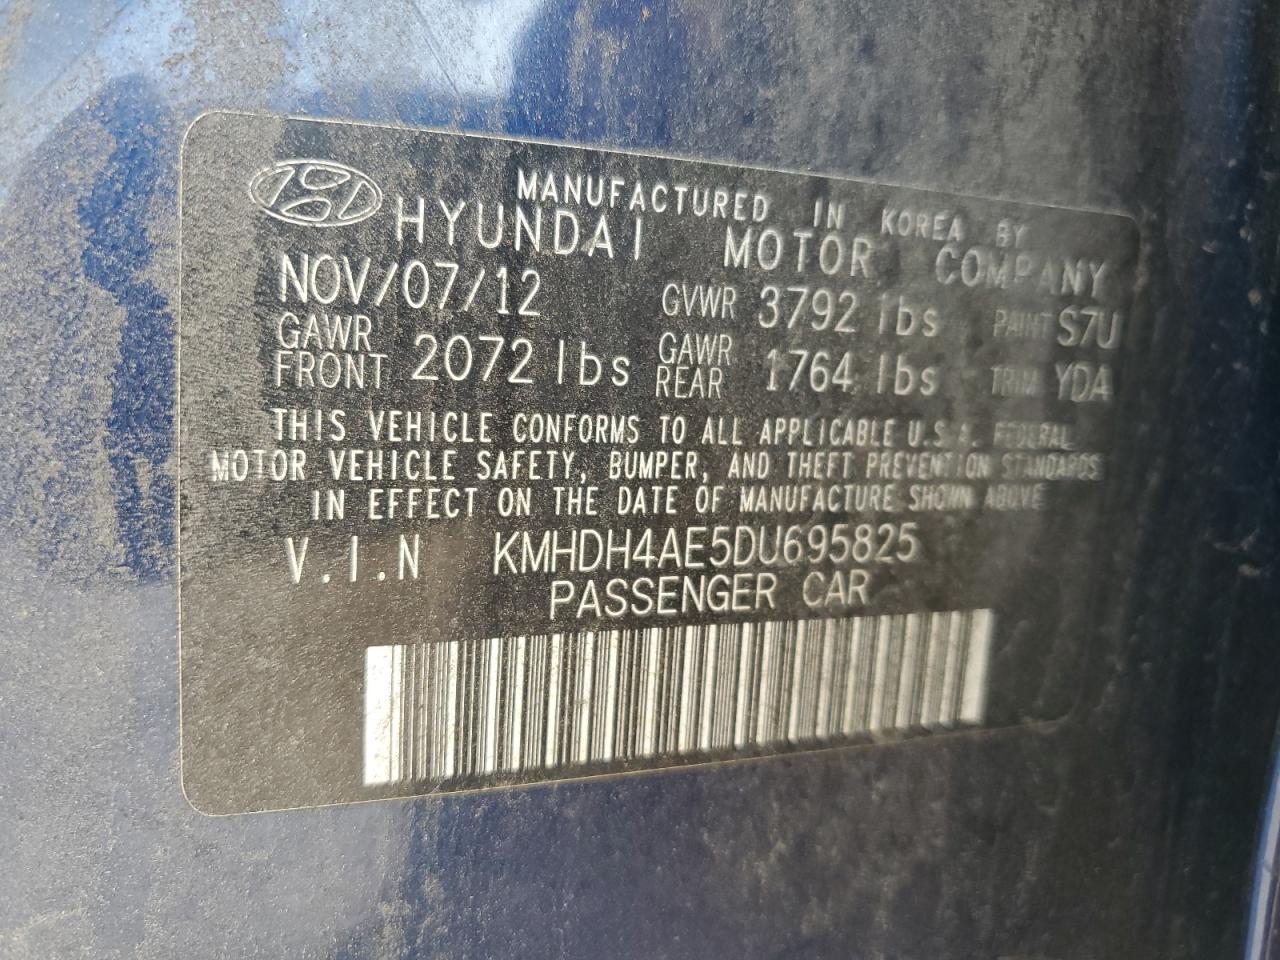 MANUFACTURED IN KOREA BY
HYUNDAI MOTOR COMPANY
NOV/07/12 GVWR 3792 lbs PAINT S7U
GAWR FRONT 2072 lbs GAWR REAR 1764 lbs TRIM YDA
THIS VEHICLE CONFORMS TO ALL APPLICABLE U.S.A. FEDERAL
MOTOR VEHICLE SAFETY, BUMPER, AND THEFT PREVENTION STANDARDS
IN EFFECT ON THE DATE OF MANUFACTURE SHOWN ABOVE
V.I.N KMHDH4AE5DU695825
PASSENGER CAR